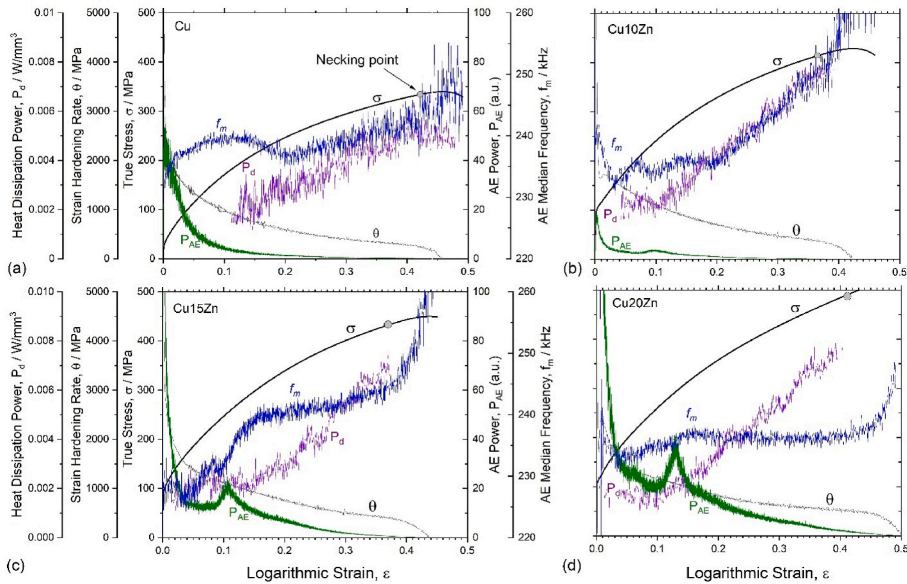 (a)
Cu
Heat Dissipation Power, P_d / W/mm³
0.010
0.008
0.006
0.004
0.002
0.000
Strain Hardening Rate, θ / MPa
5000
4000
3000
2000
1000
0
True Stress, σ / MPa
500
400
300
200
100
0
Necking point
σ
f_m
P_d
θ
P_AE
0.0
0.1
0.2
0.3
0.4
0.5
100
80
60
40
20
0
AE Power, P_AE (a.u.)
260
250
240
230
220
AE Median Frequency, f_m / kHz
(b)
Cu10Zn
σ
f_m
P_d
θ
P_AE
0.0
0.1
0.2
0.3
0.4
0.5
(c)
Cu15Zn
Heat Dissipation Power, P_d / W/mm³
0.010
0.008
0.006
0.004
0.002
0.000
Strain Hardening Rate, θ / MPa
5000
4000
3000
2000
1000
0
True Stress, σ / MPa
500
400
300
200
100
0
σ
f_m
P_d
θ
P_AE
0.0
0.1
0.2
0.3
0.4
0.5
Logarithmic Strain, ε
100
80
60
40
20
0
AE Power, P_AE (a.u.)
260
250
240
230
220
AE Median Frequency, f_m / kHz
(d)
Cu20Zn
σ
f_m
P_d
θ
P_AE
0.0
0.1
0.2
0.3
0.4
0.5
Logarithmic Strain, ε